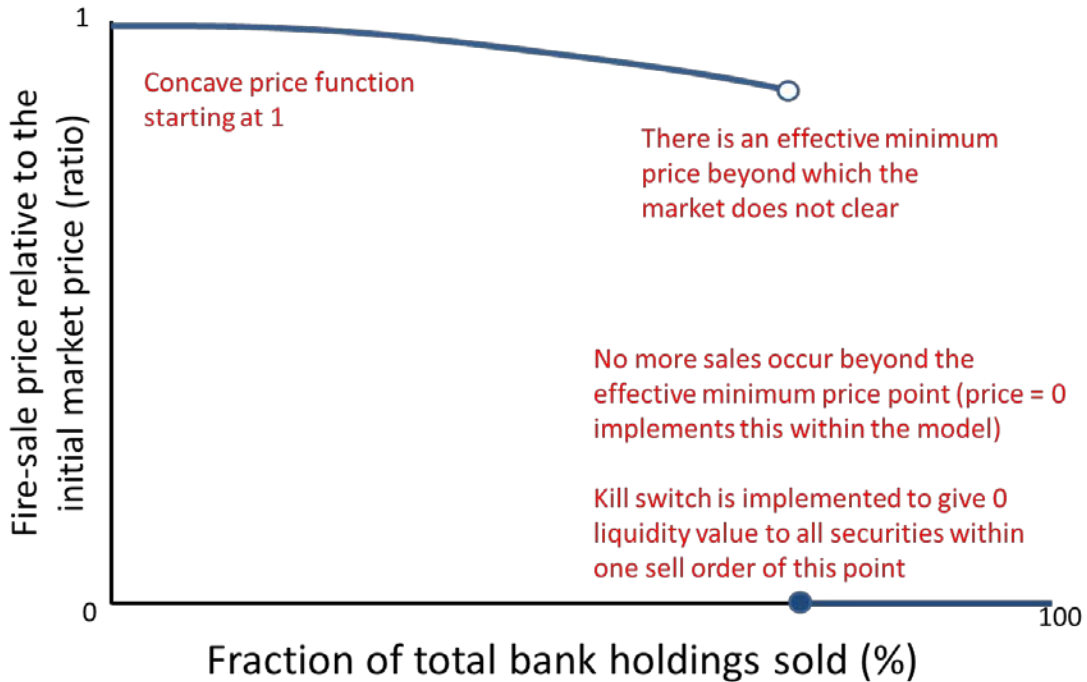 1
Fire-sale price relative to the
initial market price (ratio)
Concave price function
starting at 1
There is an effective minimum
price beyond which the
market does not clear
No more sales occur beyond the
effective minimum price point (price = 0
implements this within the model)
Kill switch is implemented to give 0
liquidity value to all securities within
one sell order of this point
0
100
Fraction of total bank holdings sold (%)